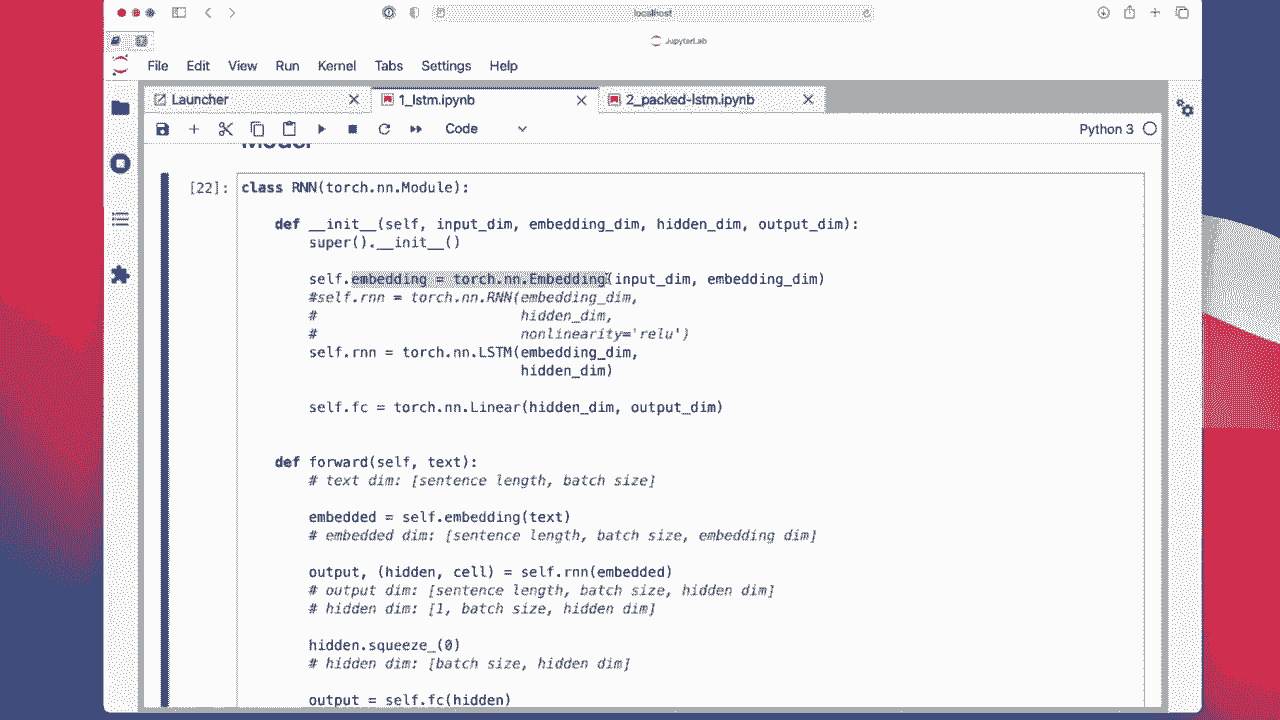 localhost
JupyterLab
File Edit View Run Kernel Tabs Settings Help
Launcher 1_lstm.ipynb 2_packed-lstm.ipynb
Code Python 3
Model
[22]: class RNN(torch.nn.Module):
def __init__(self, input_dim, embedding_dim, hidden_dim, output_dim):
super().__init__()
self.embedding = torch.nn.Embedding(input_dim, embedding_dim)
#self.rnn = torch.nn.RNN(embedding_dim,
# hidden_dim,
# nonlinearity='relu')
self.rnn = torch.nn.LSTM(embedding_dim,
hidden_dim)
self.fc = torch.nn.Linear(hidden_dim, output_dim)
def forward(self, text):
# text dim: [sentence length, batch size]
embedded = self.embedding(text)
# embedded dim: [sentence length, batch size, embedding dim]
output, (hidden, cell) = self.rnn(embedded)
# output dim: [sentence length, batch size, hidden dim]
# hidden dim: [1, batch size, hidden dim]
hidden.squeeze_(0)
# hidden dim: [batch size, hidden dim]
output = self.fc(hidden)